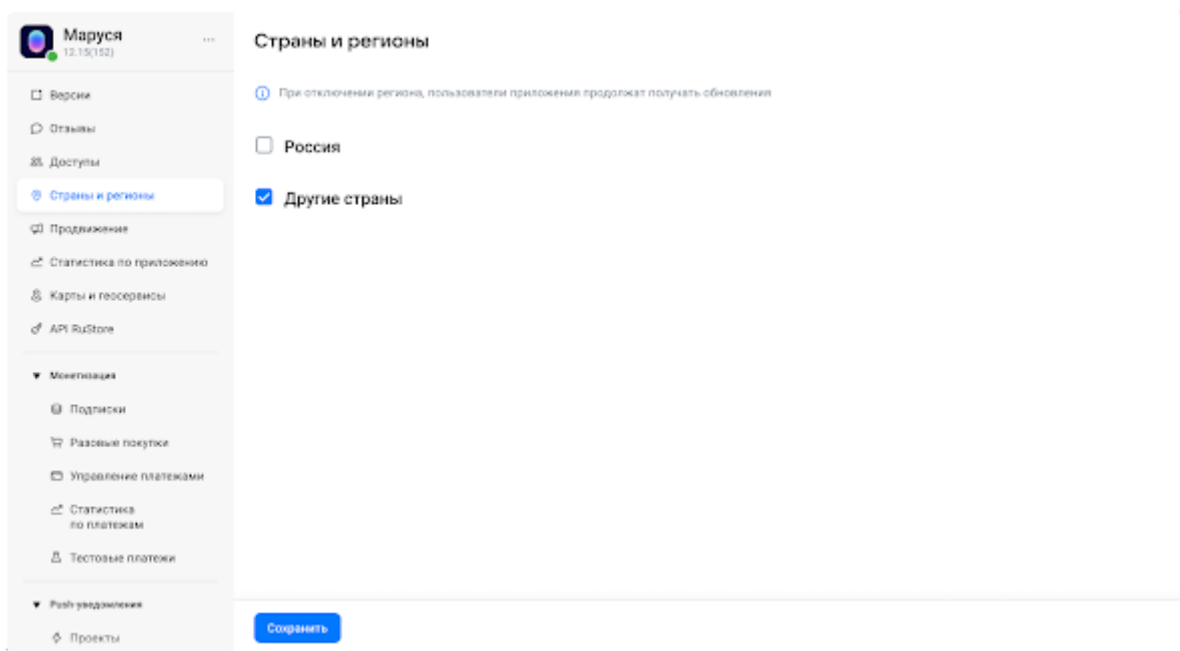 Маруся
12.15(152)
Версии
Отзывы
Доступы
Страны и регионы
Продвижение
Статистика по приложению
Карты и геосервисы
API RuStore
Монетизация
Подписки
Разовые покупки
Управление платежами
Статистика
по платежам
Тестовые платежи
Push-уведомления
Проекты
Страны и регионы
При отключении региона, пользователи приложения продолжат получать обновления
Россия
Другие страны
Сохранить